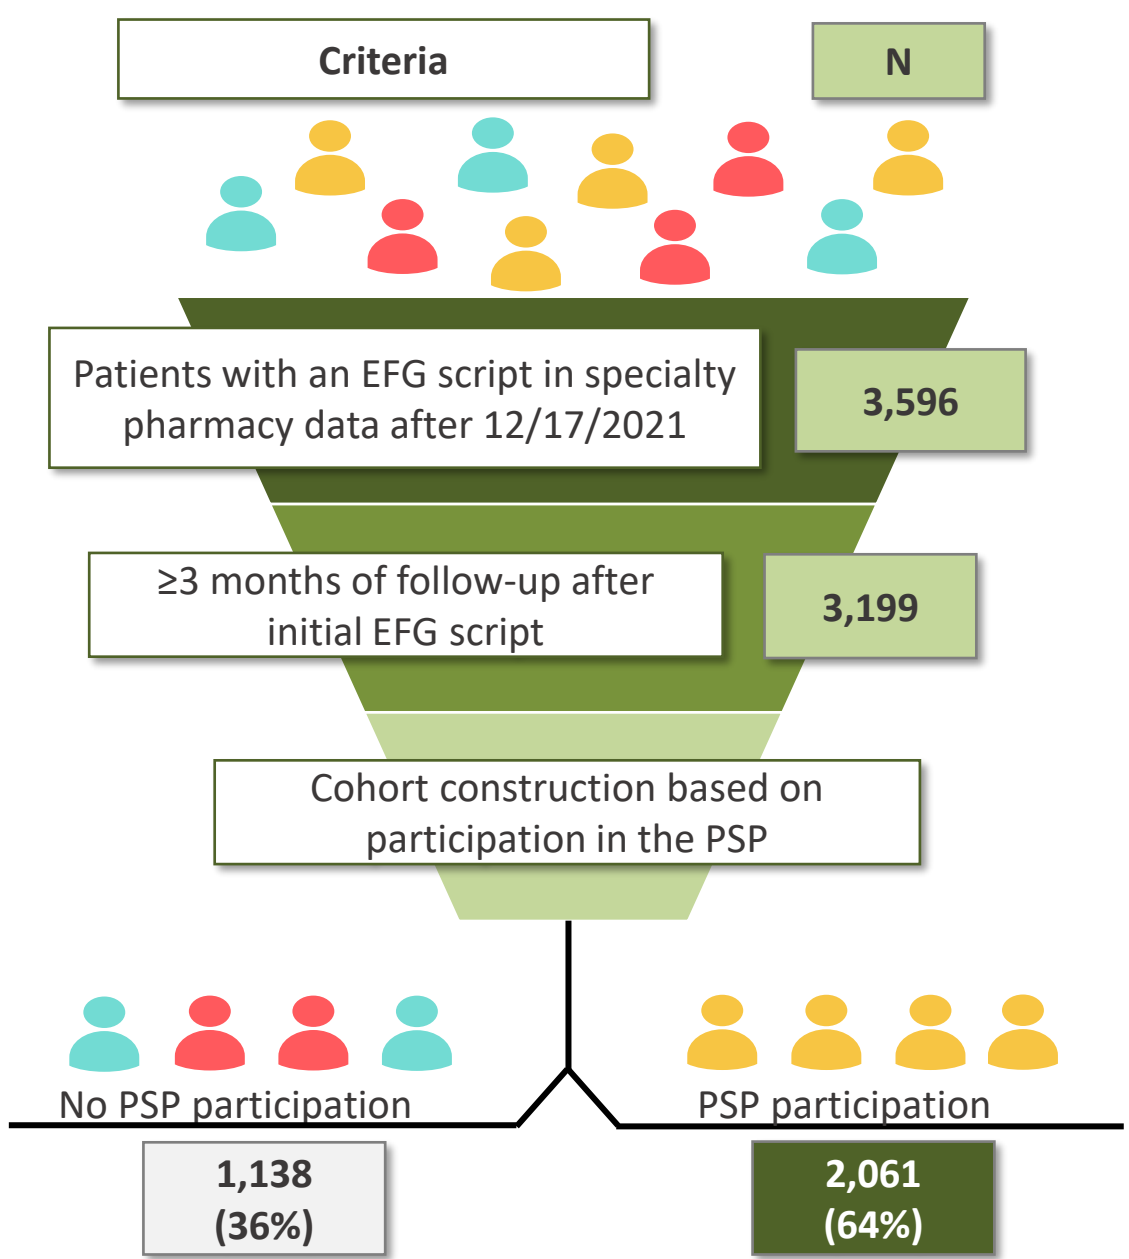 Criteria
N
Patients with an EFG script in specialty
pharmacy data after 12/17/2021
3,596
≥3 months of follow-up after
initial EFG script
3,199
Cohort construction based on
participation in the PSP
No PSP participation
1,138
(36%)
PSP participation
2,061
(64%)